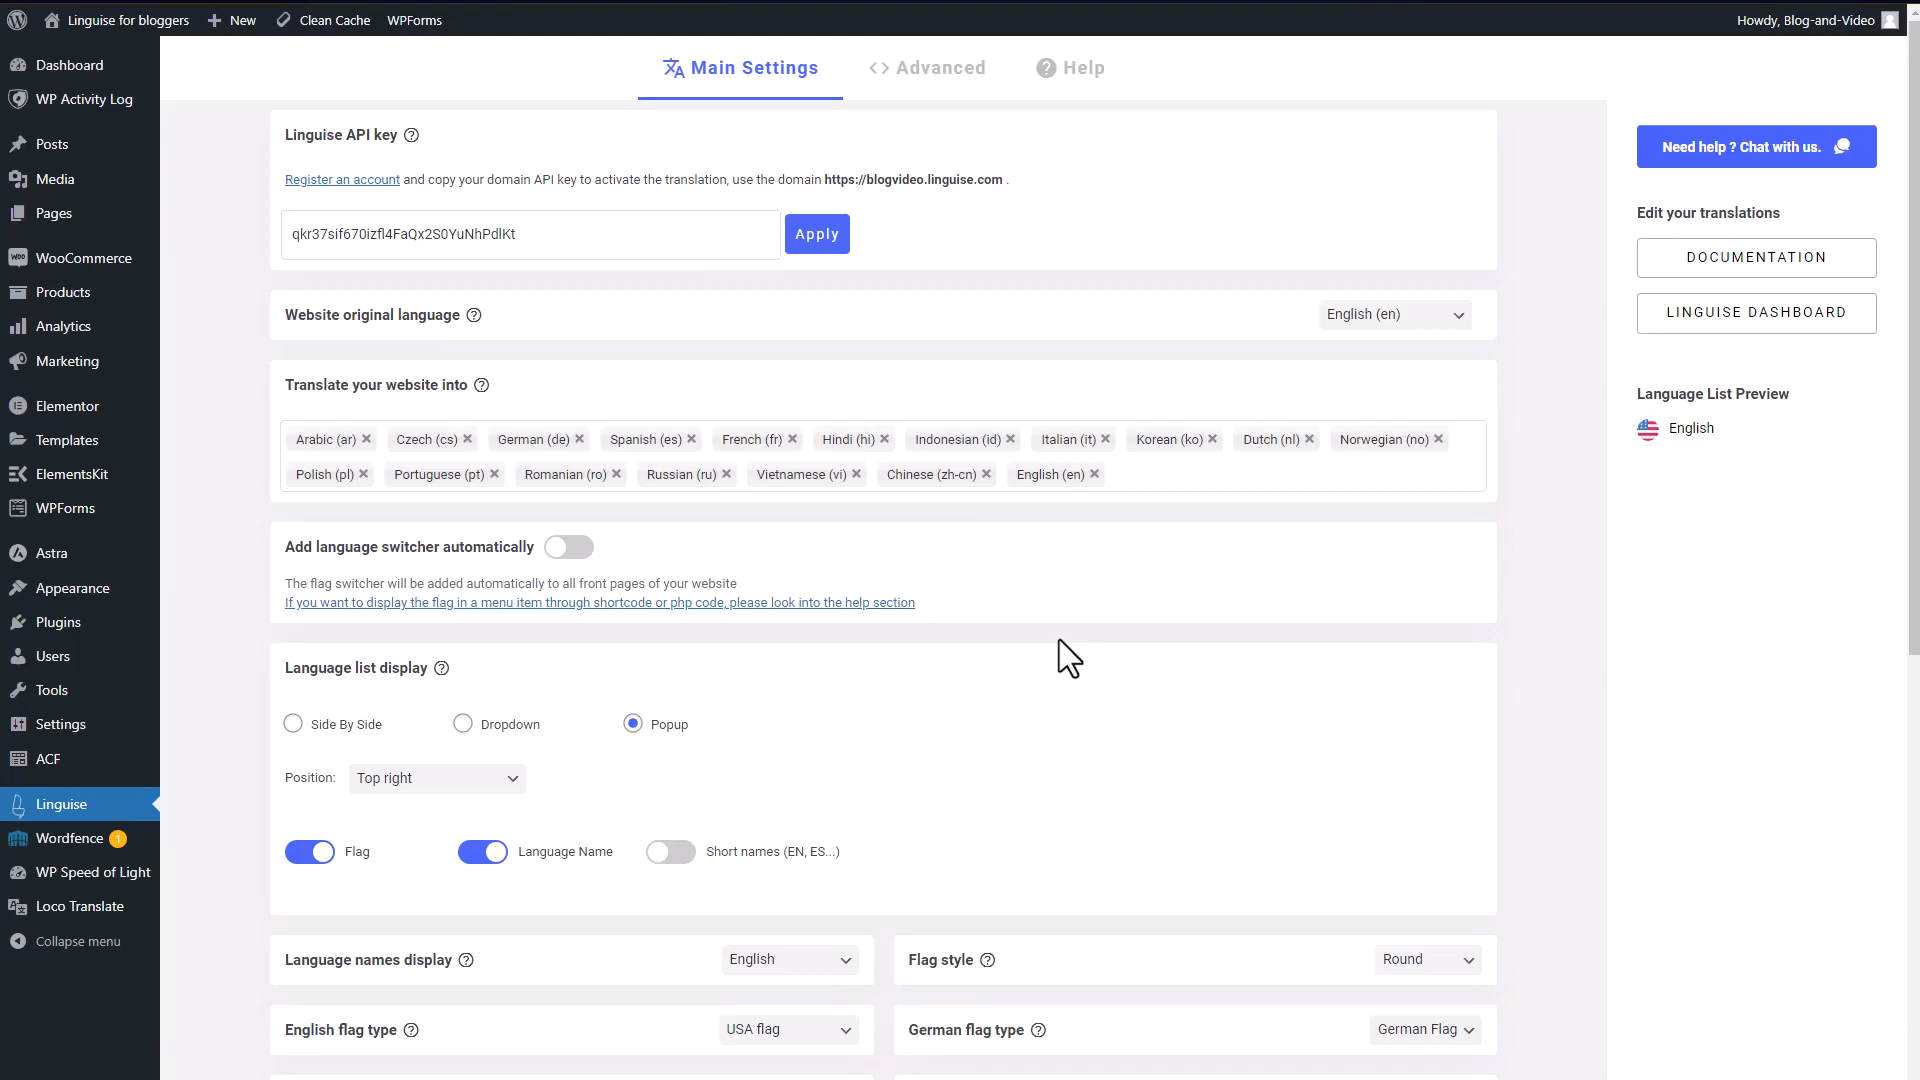 Linguise for bloggers New Clean Cache WPForms Howdy, Blog-and-Video
Dashboard
WP Activity Log
Posts
Media
Pages
WooCommerce
Products
Analytics
Marketing
Elementor
Templates
ElementsKit
WPForms
Astra
Appearance
Plugins
Users
Tools
Settings
ACF
Linguise
Wordfence 1
WP Speed of Light
Loco Translate
Collapse menu
Main Settings Advanced Help
Linguise API key
Register an account and copy your domain API key to activate the translation, use the domain https://blogvideo.linguise.com .
qkr37sif670izfl4FaQx2S0YuNhPdlKt Apply
Website original language English (en)
Translate your website into
Arabic (ar) Czech (cs) German (de) Spanish (es) French (fr) Hindi (hi) Indonesian (id) Italian (it) Korean (ko) Dutch (nl) Norwegian (no)
Polish (pl) Portuguese (pt) Romanian (ro) Russian (ru) Vietnamese (vi) Chinese (zh-cn) English (en)
Add language switcher automatically
The flag switcher will be added automatically to all front pages of your website
If you want to display the flag in a menu item through shortcode or php code, please look into the help section
Language list display
Side By Side Dropdown Popup
Position: Top right
Flag Language Name Short names (EN, ES...)
Language names display English Flag style Round
English flag type USA flag German flag type German Flag
Need help ? Chat with us.
Edit your translations
DOCUMENTATION
LINGUISE DASHBOARD
Language List Preview
English